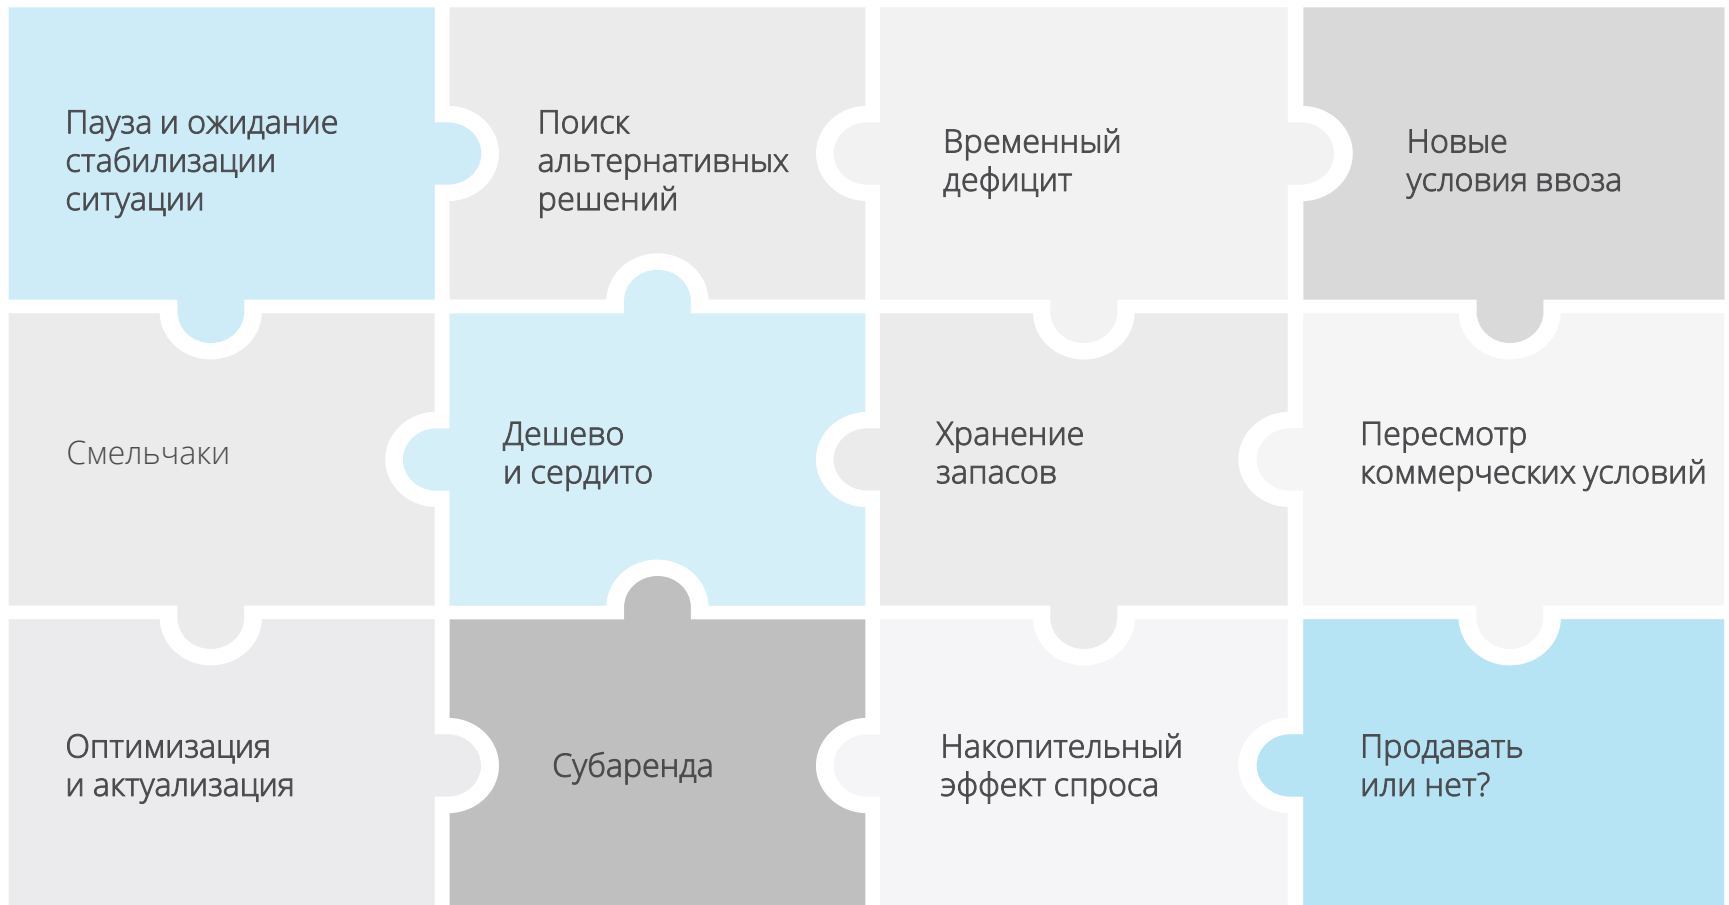 Пауза и ожидание
стабилизации
ситуации
Поиск
альтернативных
решений
Временный
дефицит
Новые
условия ввоза
Смельчаки
Дешево
и сердито
Хранение
запасов
Пересмотр
коммерческих условий
Оптимизация
и актуализация
Субаренда
Накопительный
эффект спроса
Продавать
или нет?